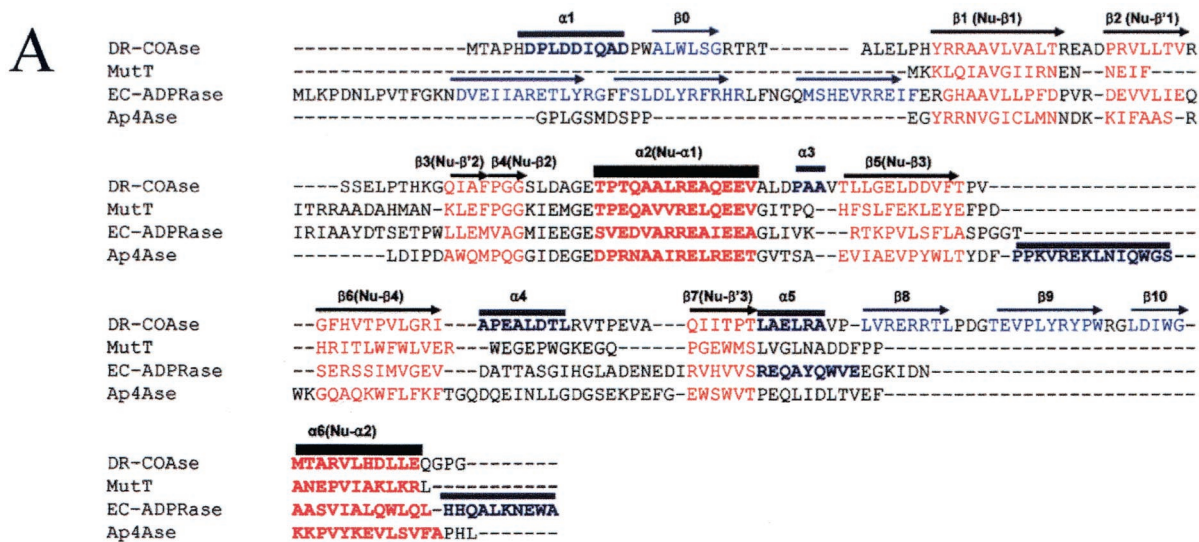 A
α1 β0 β1 (Nu-β1) β2 (Nu-β'1)
DR-COAse ---------------MTAPHDPLDDIQADPWALWLSGRTRT-----ALELPHYRRAAVLVALTREADPRVLLTVR
MutT ----------------------------------------------------MKKLQIAVGIIRNEN--NEIF----
EC-ADPRase MLKPDNLPVTFGKNDVEIIARETLYRGFFSLDLYRFRHRLFNGQMSHEVRREIFERGHAAVLLPFDPVR-DEVVLIEQ
Ap4Ase ---------------------GPLGSMDSPP---------------------EGYRRNVGICLMNNDK-KIFAAS-R
β3(Nu-β'2) β4(Nu-β2) α2(Nu-α1) α3 β5(Nu-β3)
DR-COAse ----SSELPTHKGQIAFPGGSLDAGETPTQAALREAQEEVALDPAAVTLLGELDDVFTPV----------------
MutT ITRRAADAHMAN-KLEFPGGKIEMGETPEQAVVRELQEEVGITPQ--HFSLFEKLEYEFPD---------------
EC-ADPRase IRIAAYDTSETPWLLEMVAGMIEEGESVEDVARREAIEEAGLIVK---RTKPVLSFLASPGGT-------------
Ap4Ase -------LDIPDAWQMPQGGIDEGEDPRNAAIRELREETGVTSA--EVIAEVPYWLTYDF-PPKVREKLNIQWGS
β6(Nu-β4) α4 β7(Nu-β'3) α5 β8 β9 β10
DR-COAse --GFHVTPVLGRI---APEALDTLRVTPEVA---QIITPTLAELRAVP-LVRERRTLPDGTEVPLYRYPWRGLDIWG-
MutT --HRITLWFWLVER---WEGEPWGKEGQ------PGEWMSLVGLNADDFPP---------------------------
EC-ADPRase --SERSSIMVGEV---DATTASGIHGLADENEDIRVHVVSREQAYQWVEEGKIDN-----------------------
Ap4Ase WKGQAQKWFLFKFTGQDQEINLLGDGSEKPEFG-EWSWVTPEQLIDLTVEF---------------------------
α6(Nu-α2)
DR-COAse MTARVLHDLLEQGPG--------
MutT ANEPVIAKLKRL-----------
EC-ADPRase AASVIALQWLQL-HHQALKNEWA
Ap4Ase KKPVYKEVLSVFAPHL-------